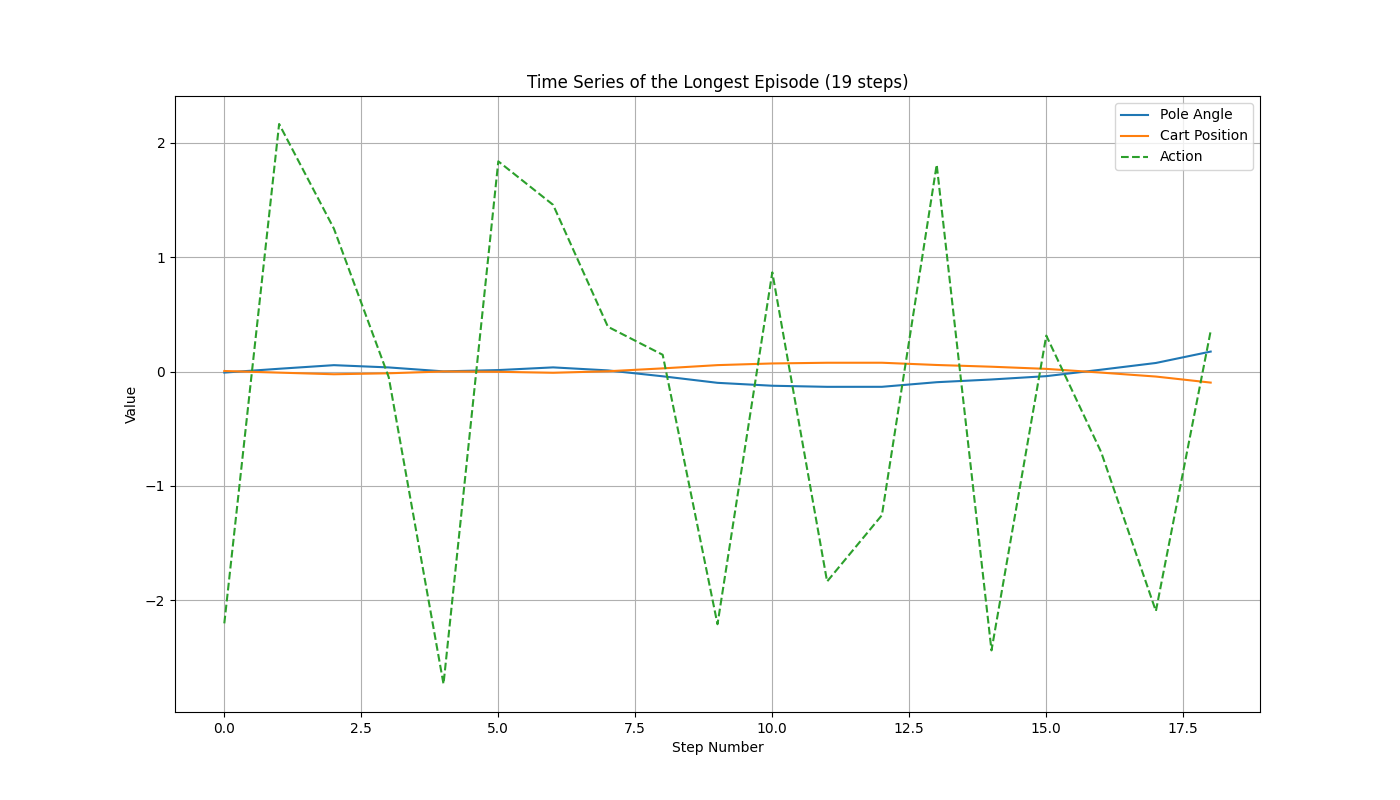 Time Series of the Longest Episode (19 steps)
Pole Angle
Cart Position
Action
Value
2
1
0
−1
−2
0.0 2.5 5.0 7.5 10.0 12.5 15.0 17.5
Step Number